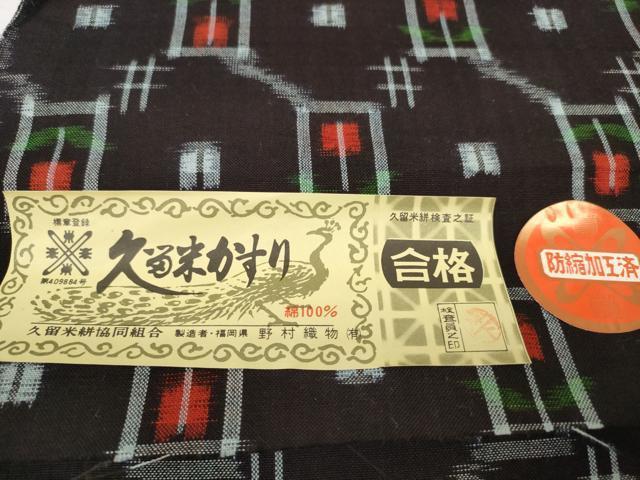 標章登録
第409884号
久留米かすり
綿100%
久留米絣協同組合 製造者・福岡県 野村織物㈲
久留米絣検査之証
合格
検査員之印
防縮加工済